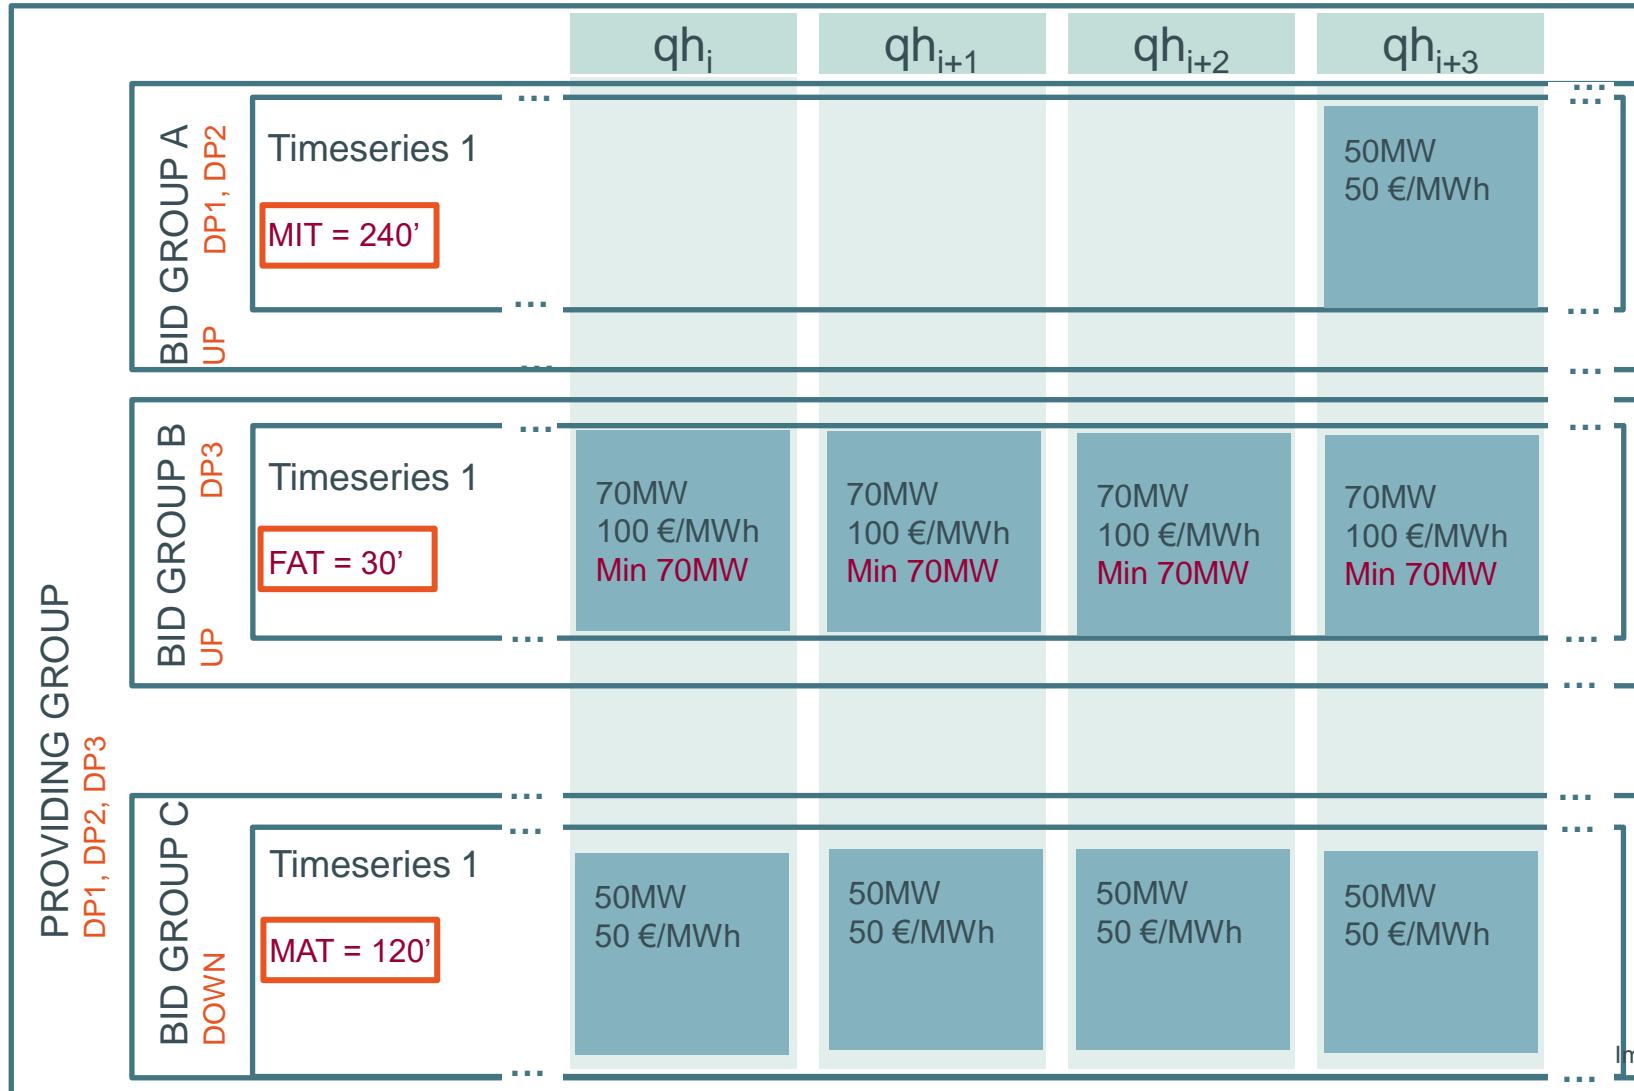 qhi
qhi+1
qhi+2
qhi+3
PROVIDING GROUP
DP1, DP2, DP3
BID GROUP A
DP1, DP2
UP
...
...
...
Timeseries 1
MIT = 240’
50MW
50 €/MWh
...
...
...
...
BID GROUP B
DP3
UP
...
...
Timeseries 1
FAT = 30’
70MW
100 €/MWh
Min 70MW
70MW
100 €/MWh
Min 70MW
70MW
100 €/MWh
Min 70MW
70MW
100 €/MWh
Min 70MW
...
...
...
...
...
BID GROUP C
DOWN
...
...
Timeseries 1
MAT = 120’
50MW
50 €/MWh
50MW
50 €/MWh
50MW
50 €/MWh
50MW
50 €/MWh
...
...